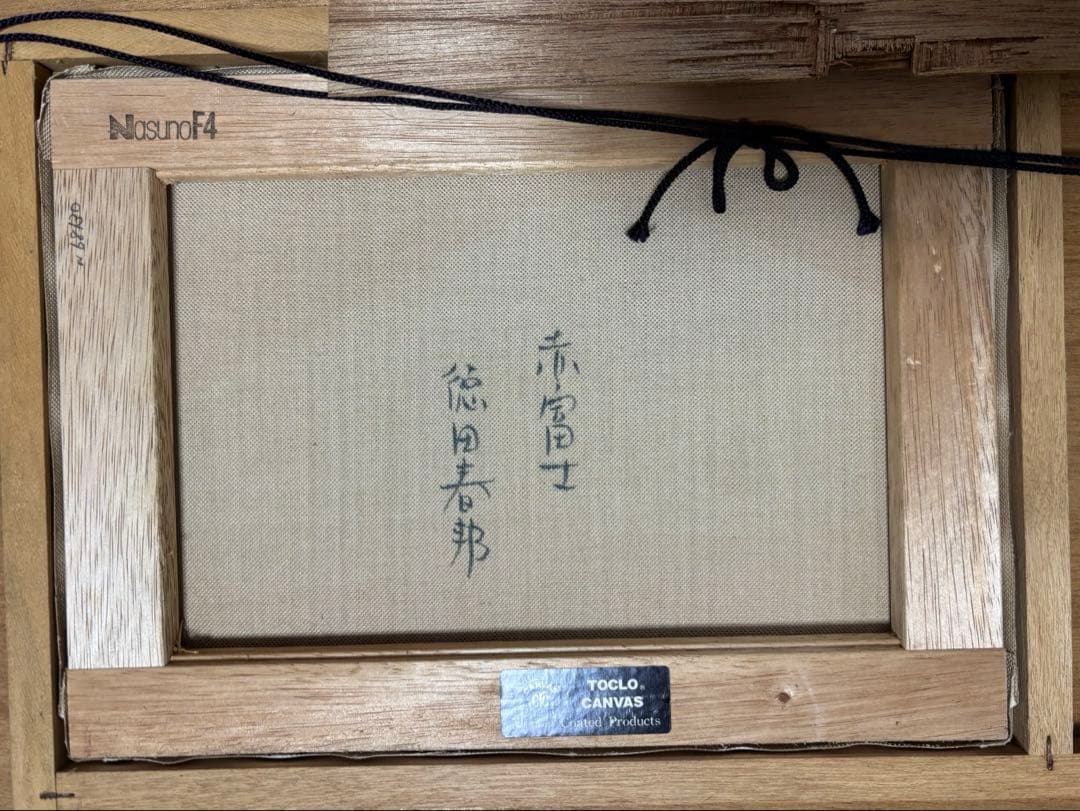 NasunoF4
赤富士
徳田春邦
TOCLO
CANVAS
Coated Products